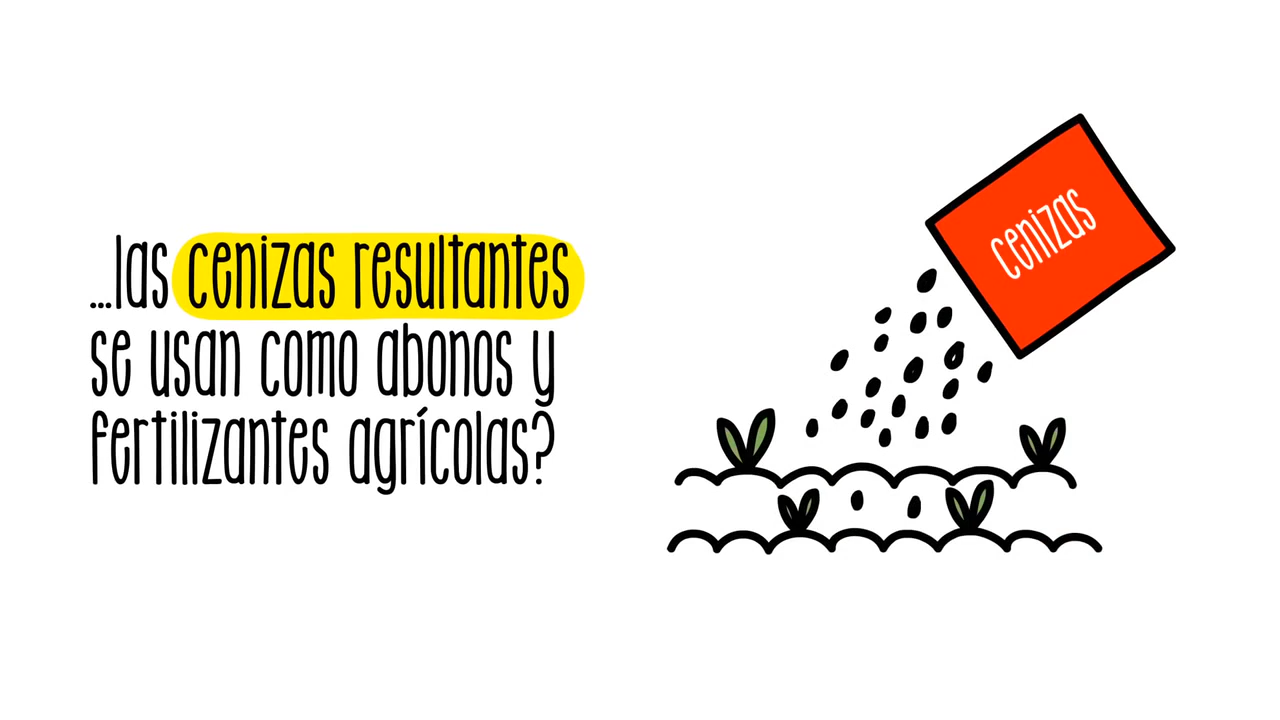 ...las cenizas resultantes
se usan como abonos y
fertilizantes agrícolas?
cenizas